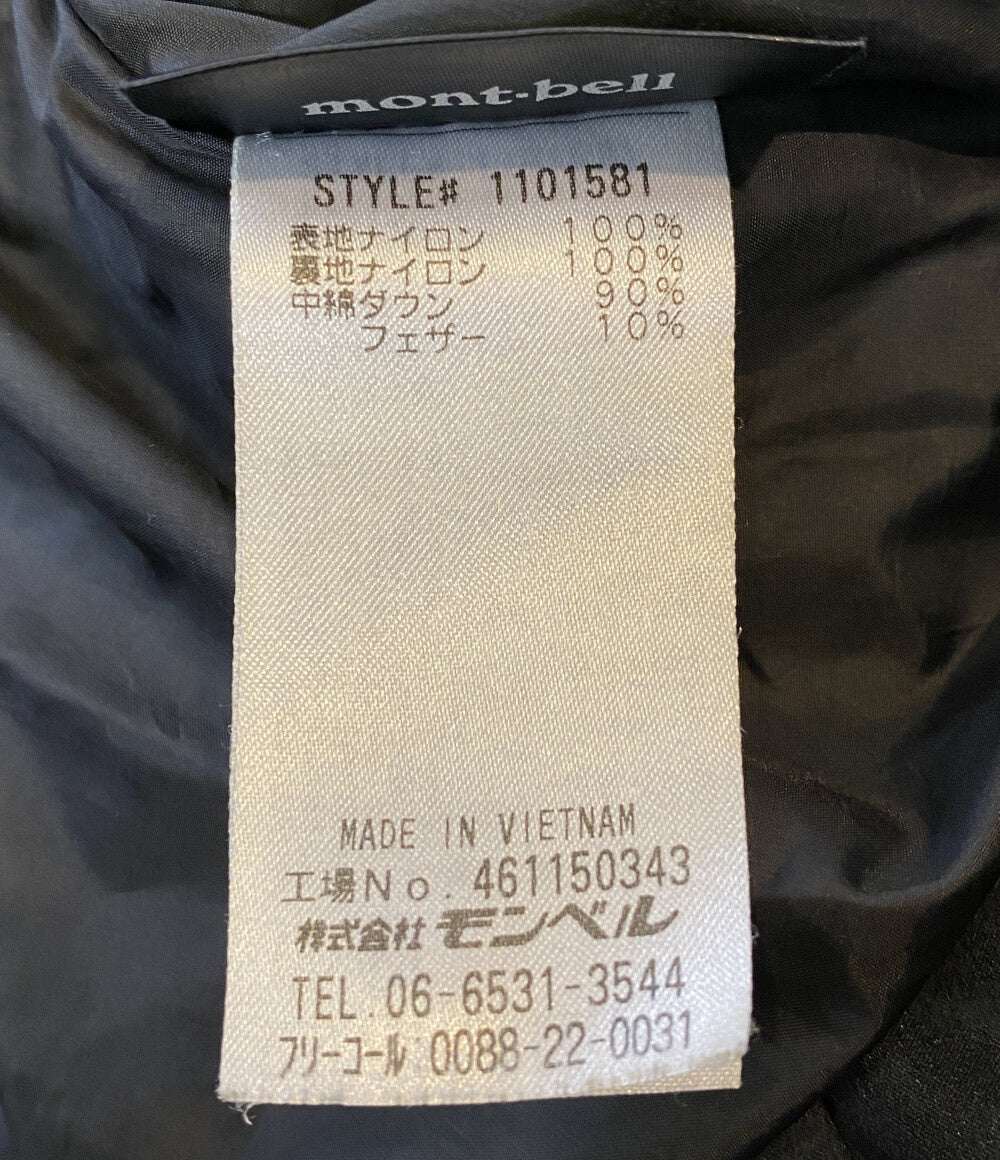 mont-bell
STYLE# 1101581
表地ナイロン 100%
裏地ナイロン 100%
中綿ダウン 90%
フェザー 10%
MADE IN VIETNAM
工場No. 461150343
株式会社モンベル
TEL. 06-6531-3544
フリーコール 0088-22-0031